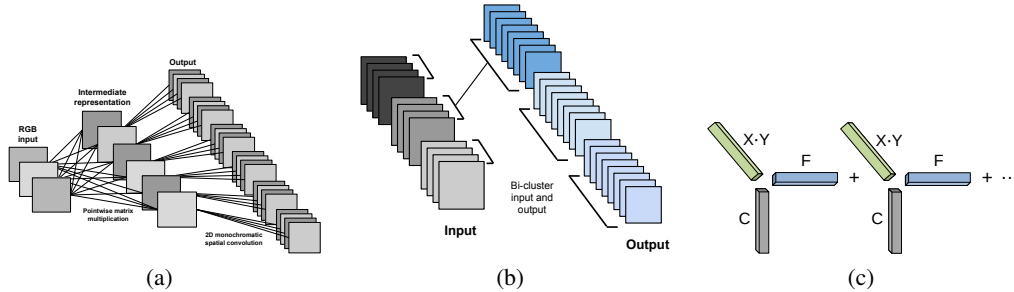 Output
Intermediate
representation
RGB
input
Pointwise matrix
multiplication
2D monochromatic
spatial convolution
(a)
Bi-cluster
input and
output
Input
Output
(b)
X·Y
F
+
C
X·Y
F
+ ...
C
(c)